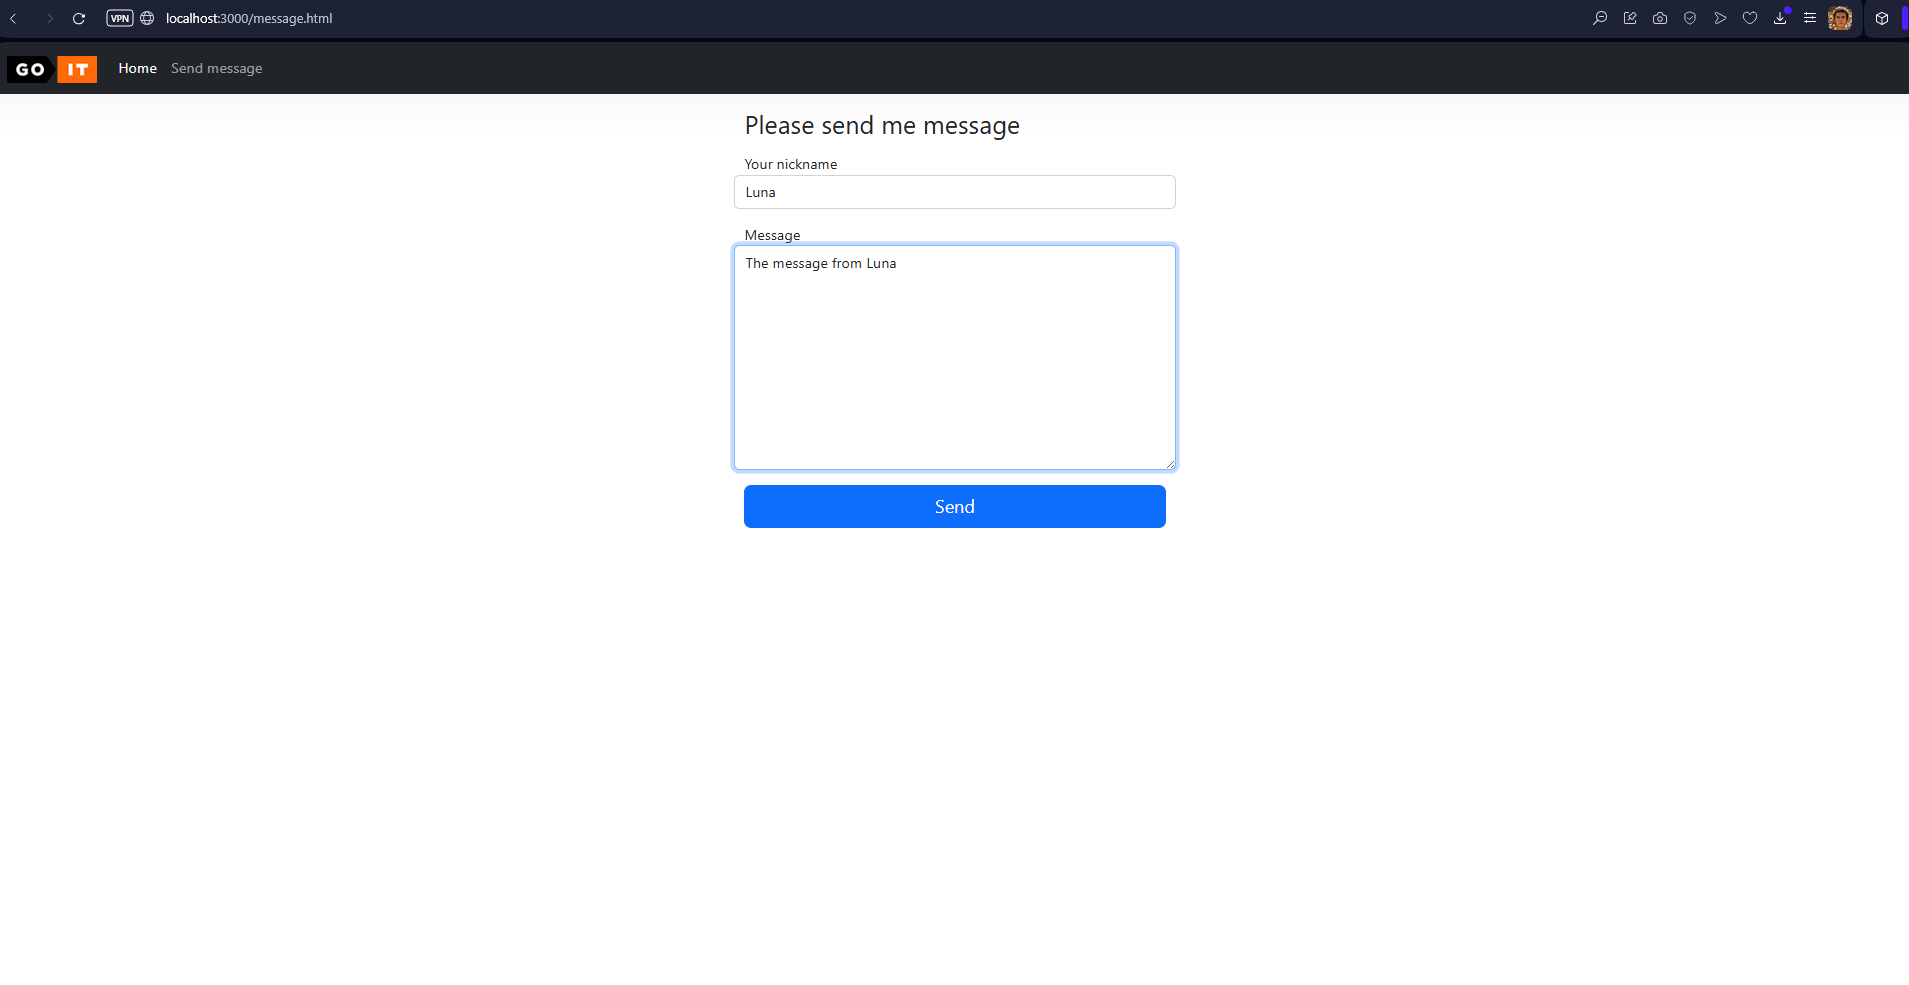 VPN localhost:3000/message.html
GO IT Home Send message
Please send me message
Your nickname
Luna
Message
The message from Luna
Send